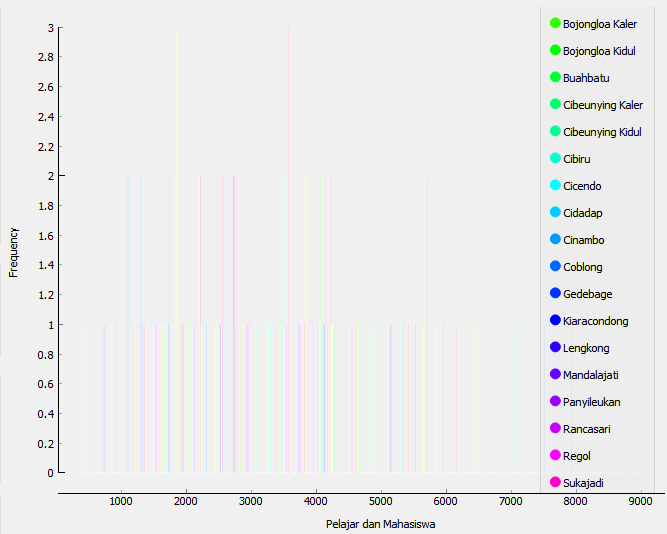 3
2.8
2.6
2.4
2.2
2
1.8
1.6
1.4
1.2
1
0.8
0.6
0.4
0.2
0
Frequency
1000 2000 3000 4000 5000 6000 7000 8000 9000
Pelajar dan Mahasiswa
Bojongloa Kaler
Bojongloa Kidul
Buahbatu
Cibeunying Kaler
Cibeunying Kidul
Cibiru
Cicendo
Cidadap
Cinambo
Coblong
Gedebage
Kiaracondong
Lengkong
Mandalajati
Panyileukan
Rancasari
Regol
Sukajadi